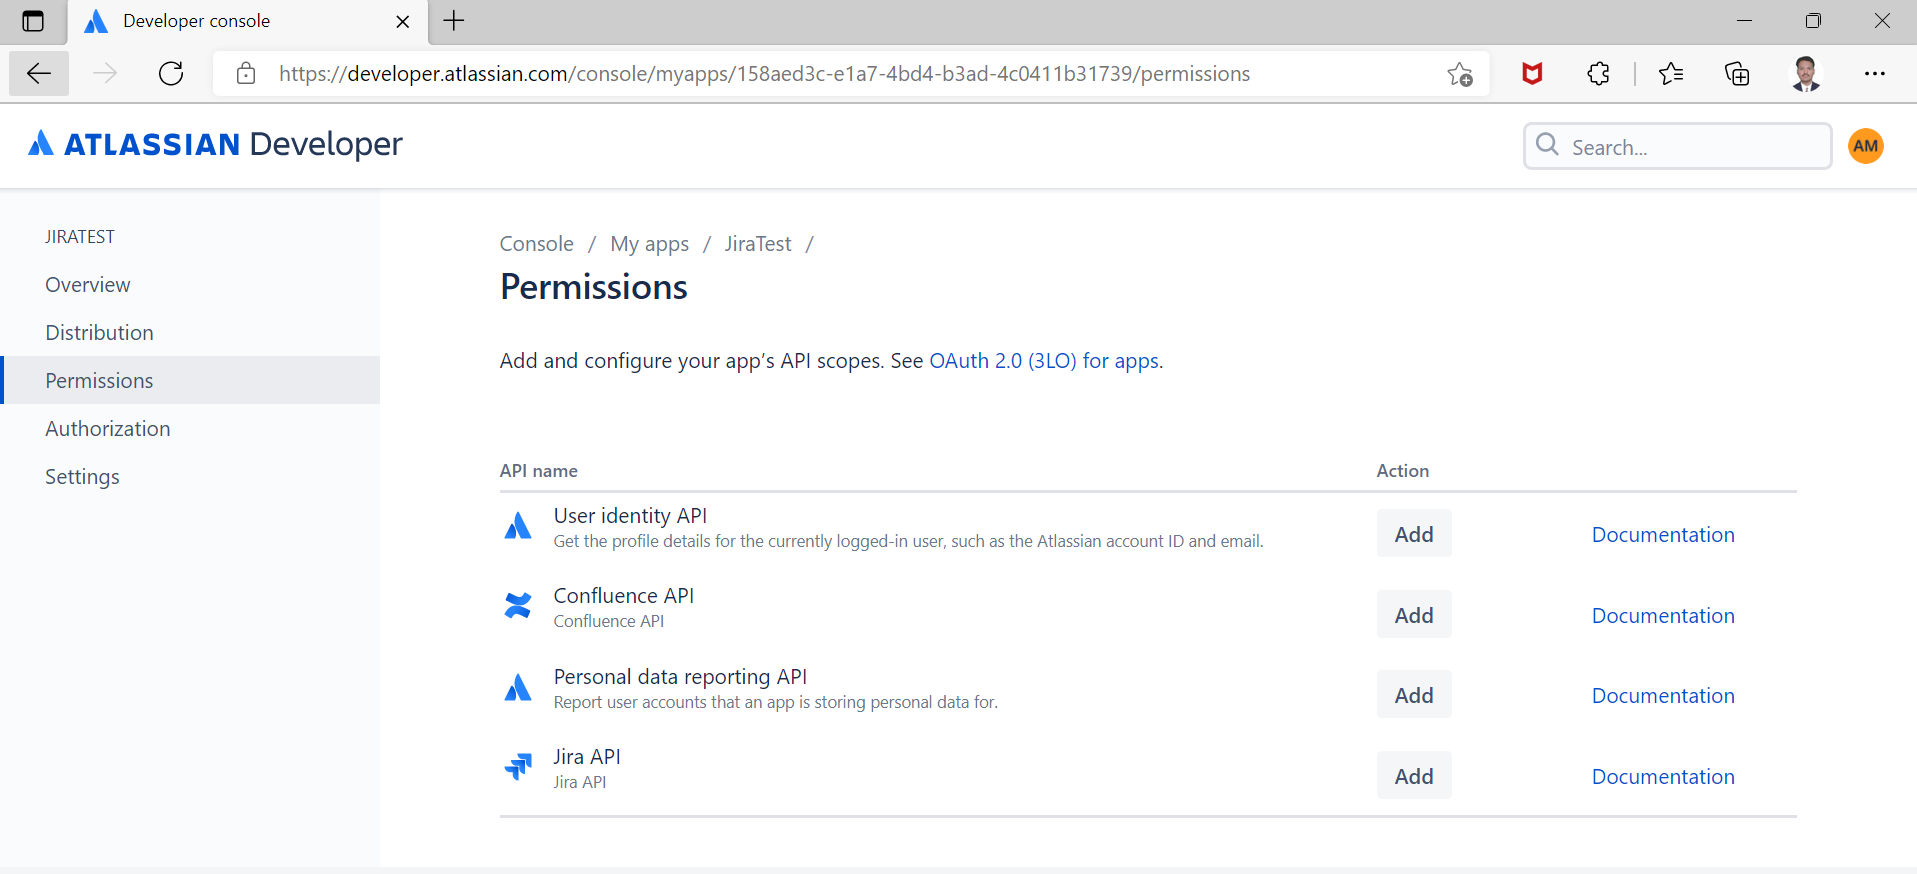 Developer console
https://developer.atlassian.com/console/myapps/158aed3c-e1a7-4bd4-b3ad-4c0411b31739/permissions
ATLASSIAN Developer
Search...
AM
JIRATEST
Overview
Distribution
Permissions
Authorization
Settings
Console / My apps / JiraTest /
Permissions
Add and configure your app’s API scopes. See OAuth 2.0 (3LO) for apps.
API name Action
User identity API
Get the profile details for the currently logged-in user, such as the Atlassian account ID and email.
Add Documentation
Confluence API
Confluence API
Add Documentation
Personal data reporting API
Report user accounts that an app is storing personal data for.
Add Documentation
Jira API
Jira API
Add Documentation